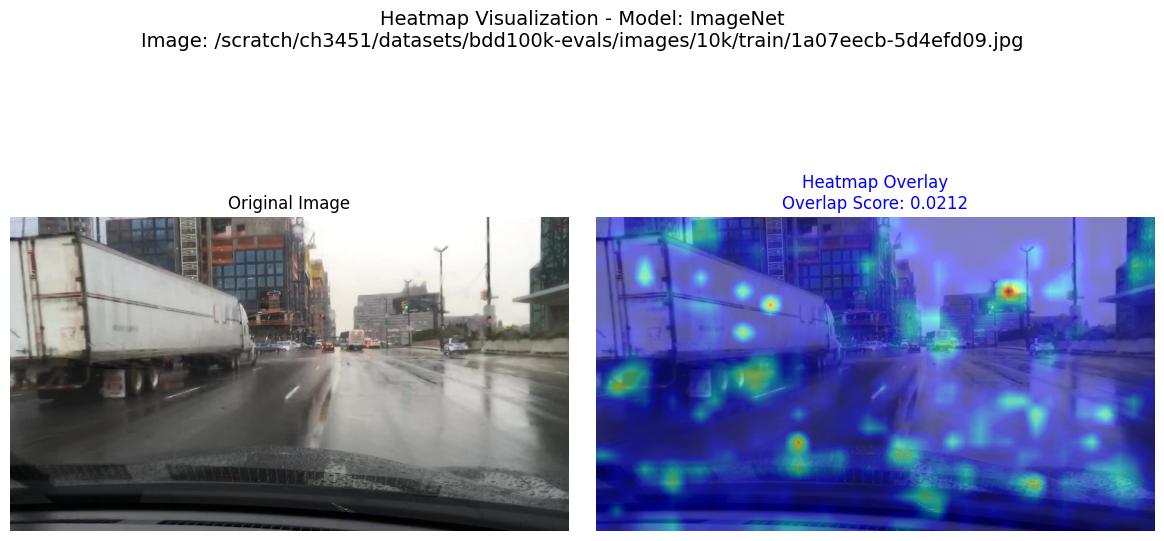 Heatmap Visualization - Model: ImageNet
Image: /scratch/ch3451/datasets/bdd100k-evals/images/10k/train/1a07eecb-5d4efd09.jpg
Original Image
Heatmap Overlay
Overlap Score: 0.0212